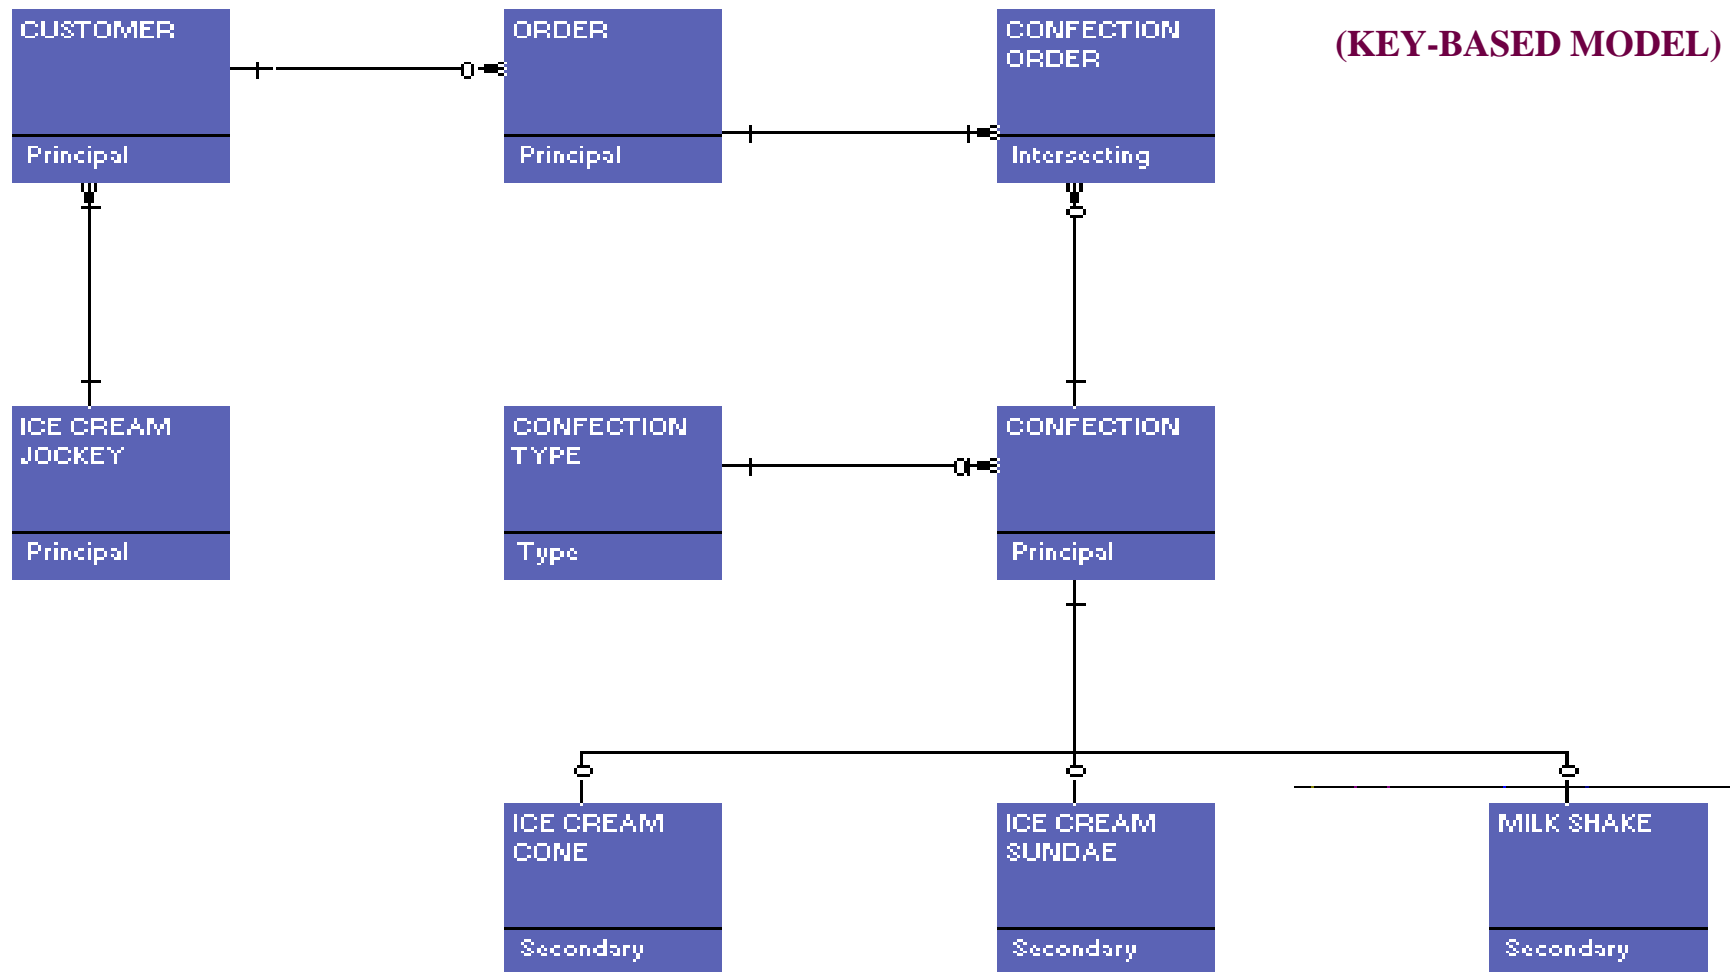 CUSTOMER
Principal
ORDER
Principal
CONFECTION
ORDER
Intersecting
(KEY-BASED MODEL)
ICE CREAM
JOCKEY
Principal
CONFECTION
TYPE
Type
CONFECTION
Principal
ICE CREAM
CONE
Secondary
ICE CREAM
SUNDAE
Secondary
MILK SHAKE
Secondary